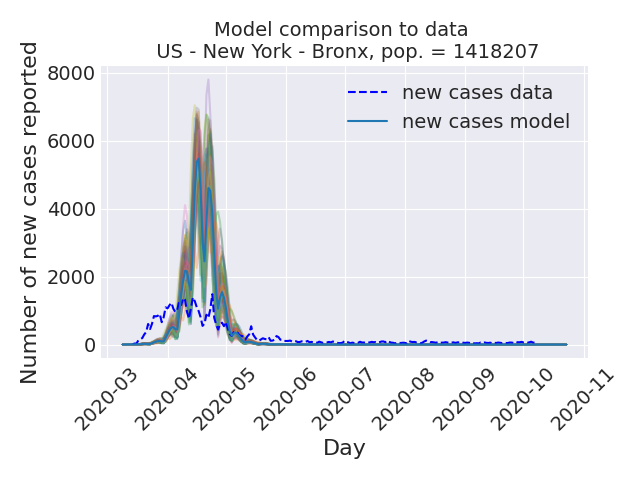 Model comparison to data
US - New York - Bronx, pop. = 1418207
Number of new cases reported
8000
6000
4000
2000
0
new cases data
new cases model
2020-03
2020-04
2020-05
2020-06
2020-07
2020-08
2020-09
2020-10
2020-11
Day